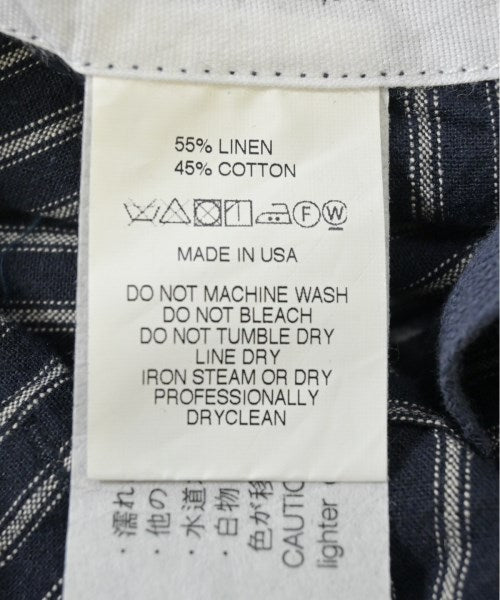 55% LINEN
45% COTTON
F W
MADE IN USA
DO NOT MACHINE WASH
DO NOT BLEACH
DO NOT TUMBLE DRY
LINE DRY
IRON STEAM OR DRY
PROFESSIONALLY
DRYCLEAN
・濡れ
・他の
・水道
・白物
色が移
CAUTIO
lighter